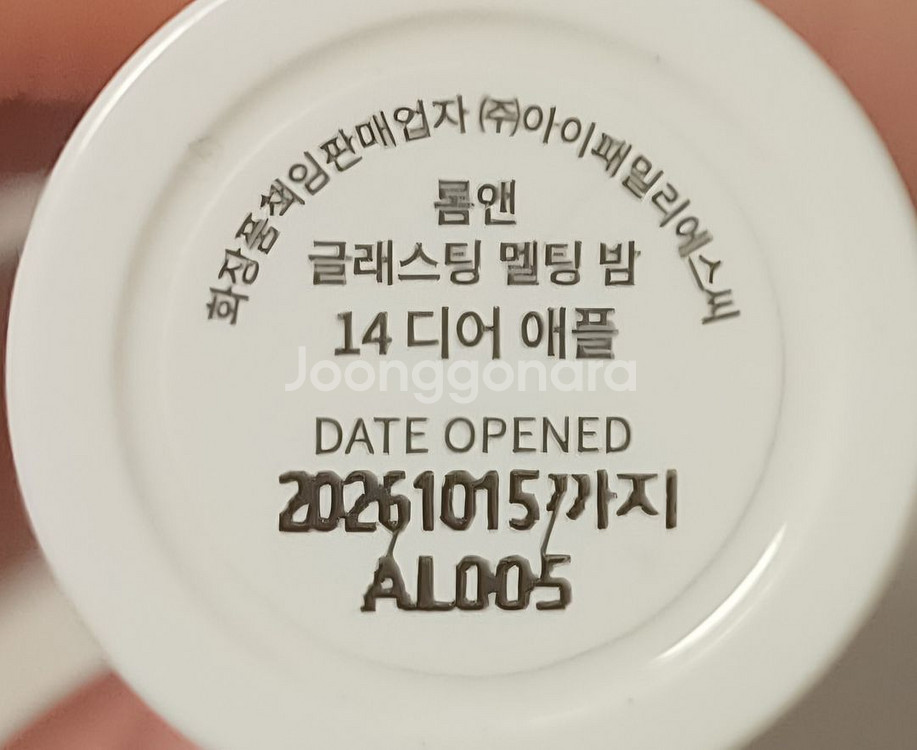 화장품책임판매업자 ㈜아이패밀리에스씨
롬앤
글래스팅 멜팅 밤
14 디어 애플
Joonggonara
DATE OPENED
20261015까지
AL005